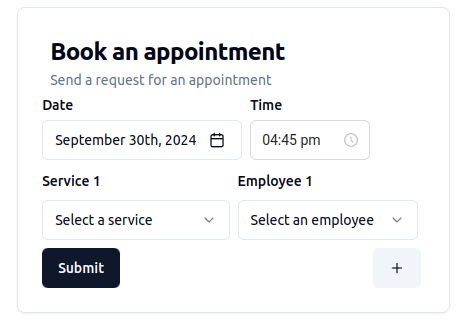 Book an appointment
Send a request for an appointment
Date Time
September 30th, 2024 04:45 pm
Service 1 Employee 1
Select a service Select an employee
Submit +